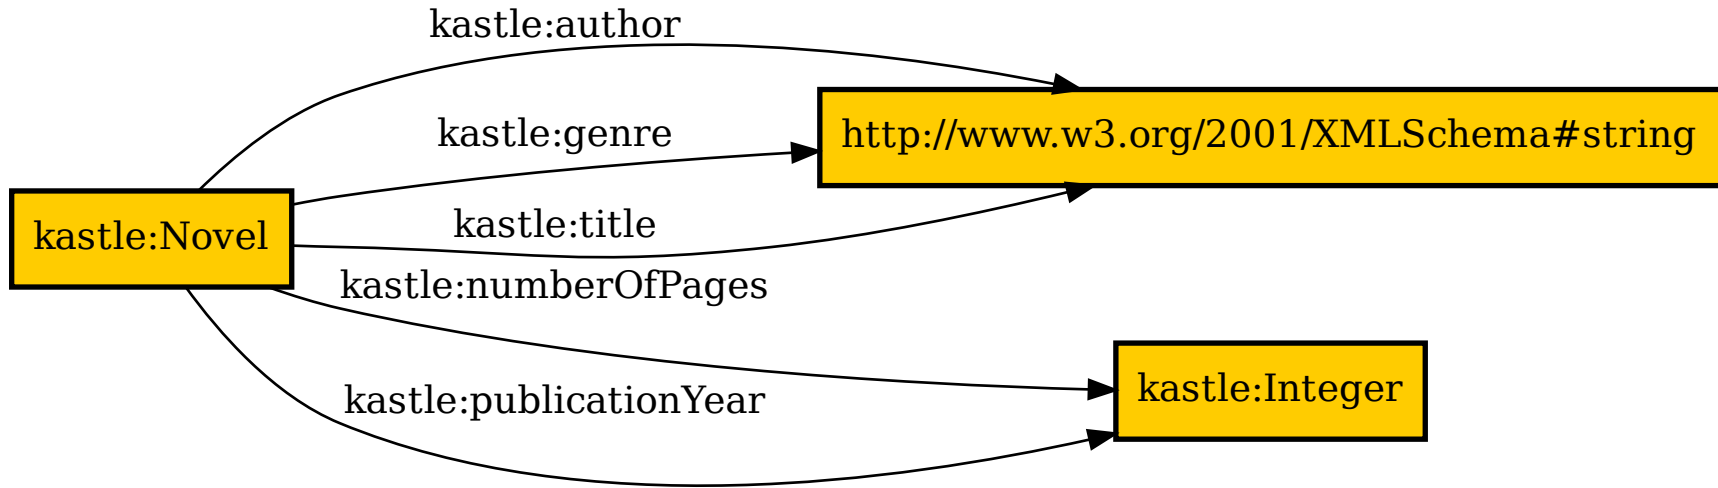 kastle:author
kastle:genre
http://www.w3.org/2001/XMLSchema#string
kastle:Novel
kastle:title
kastle:numberOfPages
kastle:Integer
kastle:publicationYear